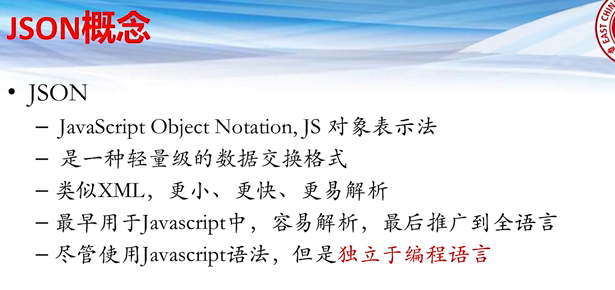 JSON概念
EAST CHIN
• JSON
– JavaScript Object Notation, JS 对象表示法
– 是一种轻量级的数据交换格式
– 类似XML，更小、更快、更易解析
– 最早用于Javascript中，容易解析，最后推广到全语言
– 尽管使用Javascript语法，但是独立于编程语言